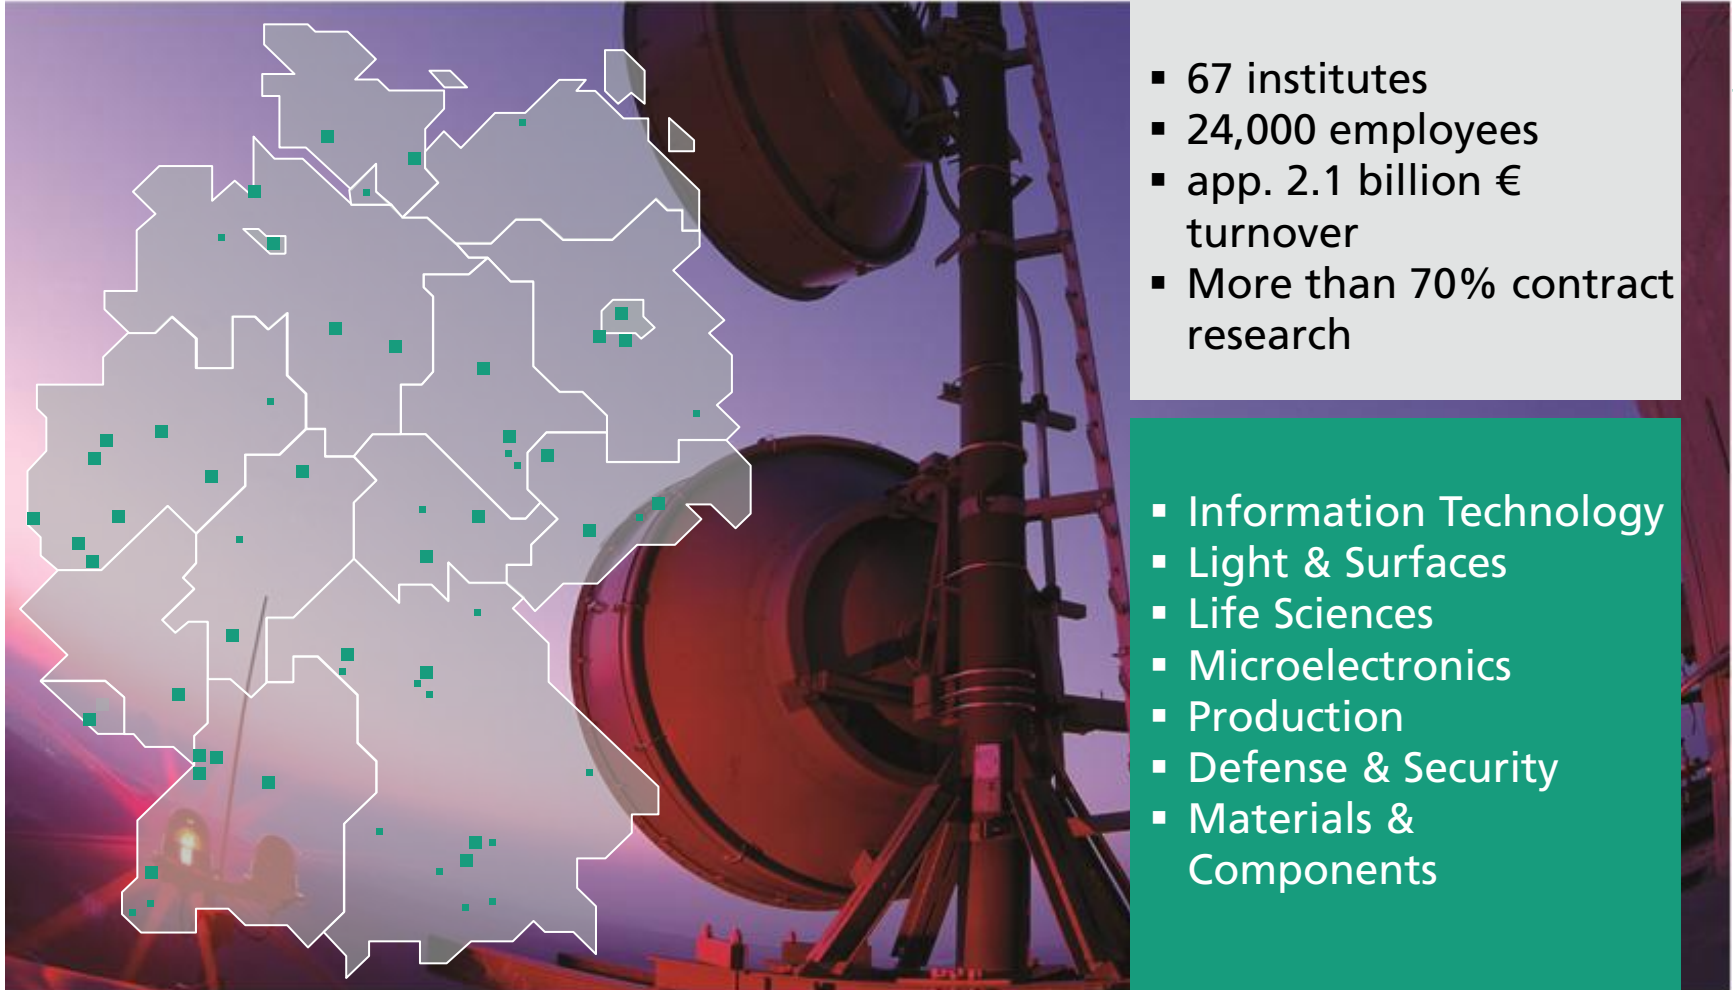 ▪ 67 institutes
▪ 24,000 employees
▪ app. 2.1 billion €
turnover
▪ More than 70% contract
research
▪ Information Technology
▪ Light & Surfaces
▪ Life Sciences
▪ Microelectronics
▪ Production
▪ Defense & Security
▪ Materials &
Components